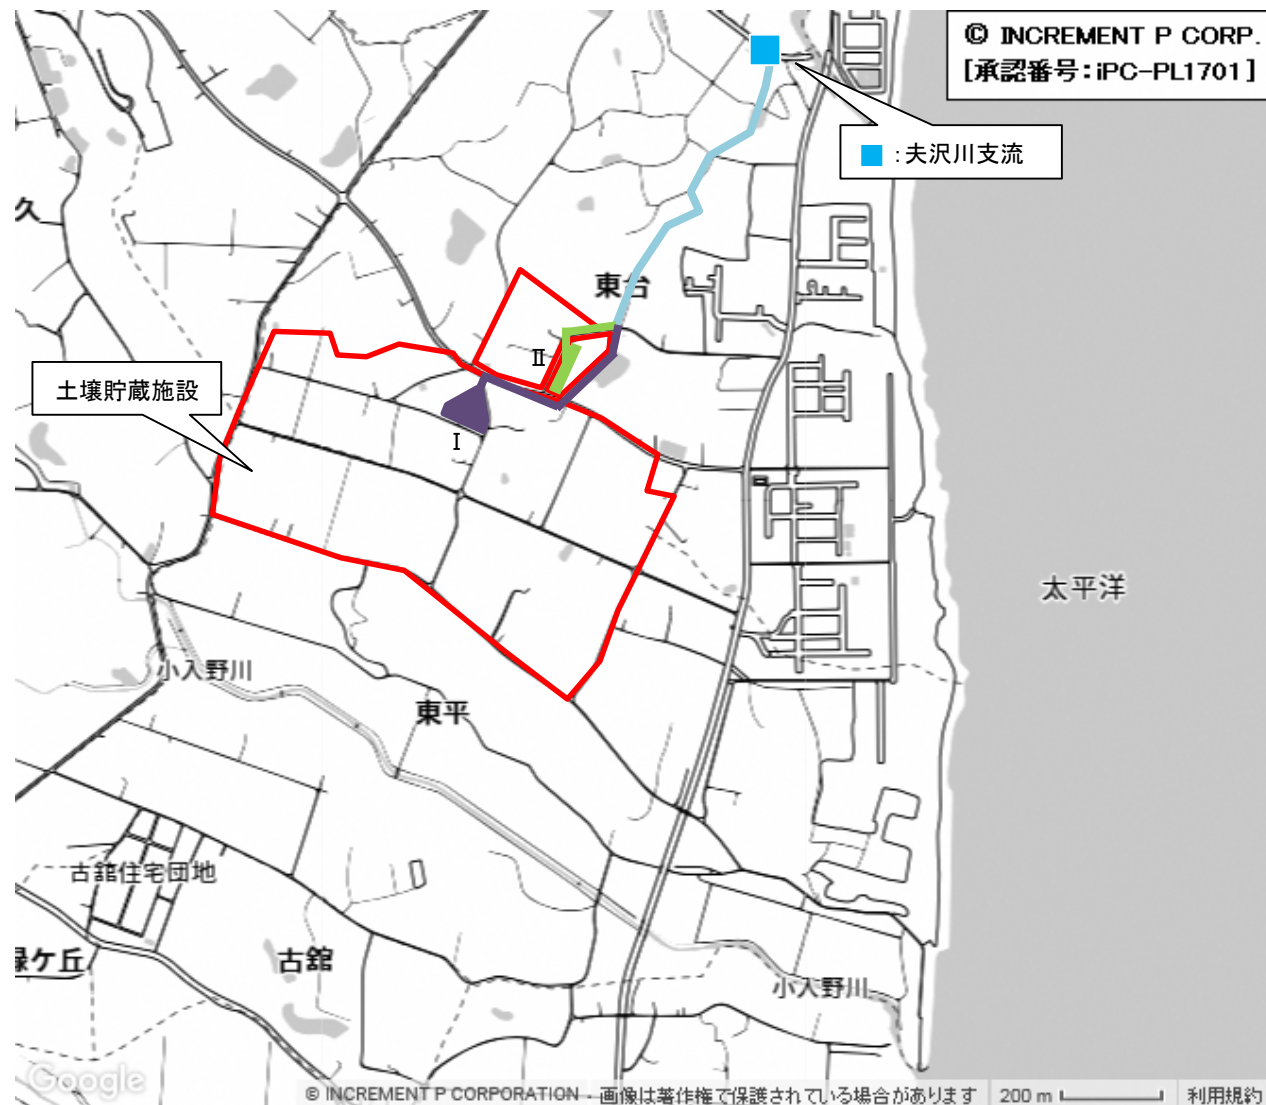 © INCREMENT P CORP.
[承認番号：iPC-PL1701]
■ ：夫沢川支流
久
東台
Ⅱ
土壌貯蔵施設
Ⅰ
太平洋
小入野川
東平
古舘住宅団地
緑ケ丘
古舘
小入野川
Google
© INCREMENT P CORPORATION - 画像は著作権で保護されている場合があります 200 m 利用規約